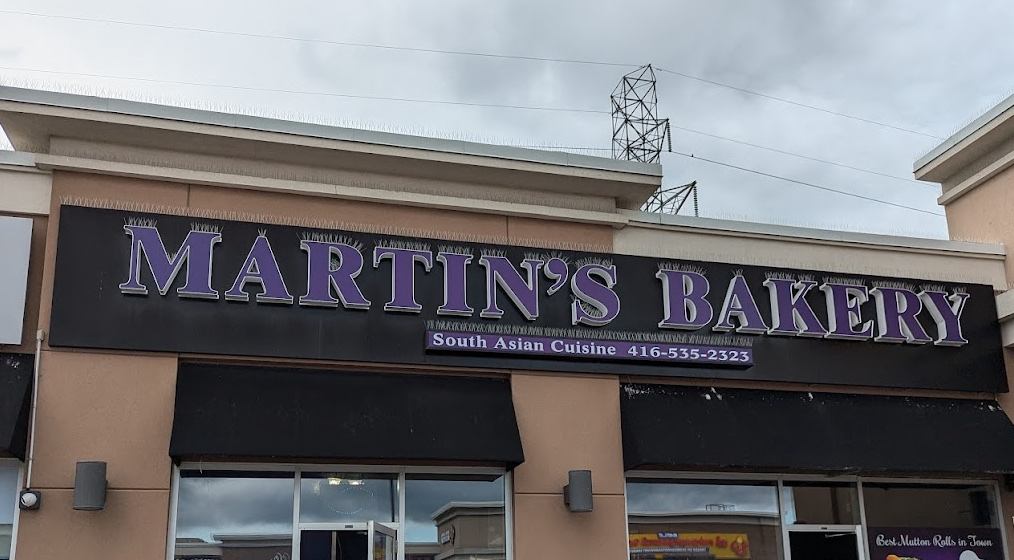 MARTIN'S BAKERY
South Asian Cuisine 416-535-2323
Best Mutton Rolls in Town